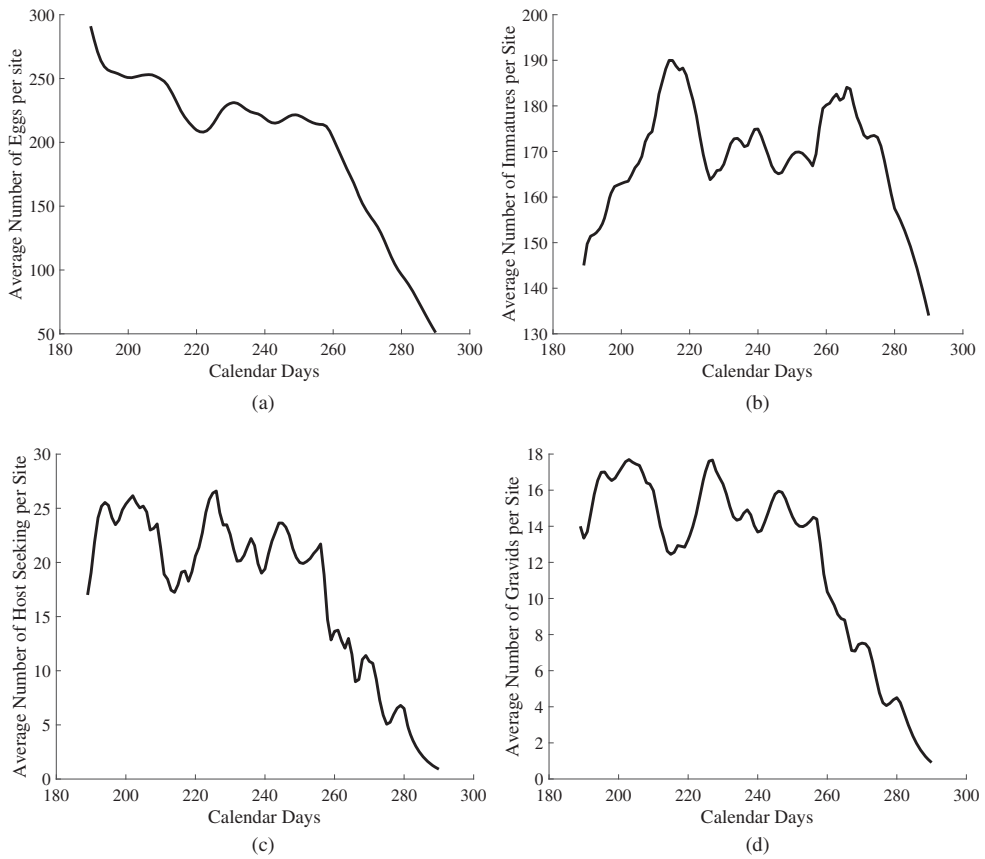 300
250
200
150
100
50
180 200 220 240 260 280 300
Average Number of Eggs per site
Calendar Days
(a)
200
190
180
170
160
150
140
130
180 200 220 240 260 280 300
Average Number of Immatures per Site
Calendar Days
(b)
30
25
20
15
10
5
0
180 200 220 240 260 280 300
Average Number of Host Seeking per Site
Calendar Days
(c)
18
16
14
12
10
8
6
4
2
0
180 200 220 240 260 280 300
Average Number of Gravids per Site
Calendar Days
(d)